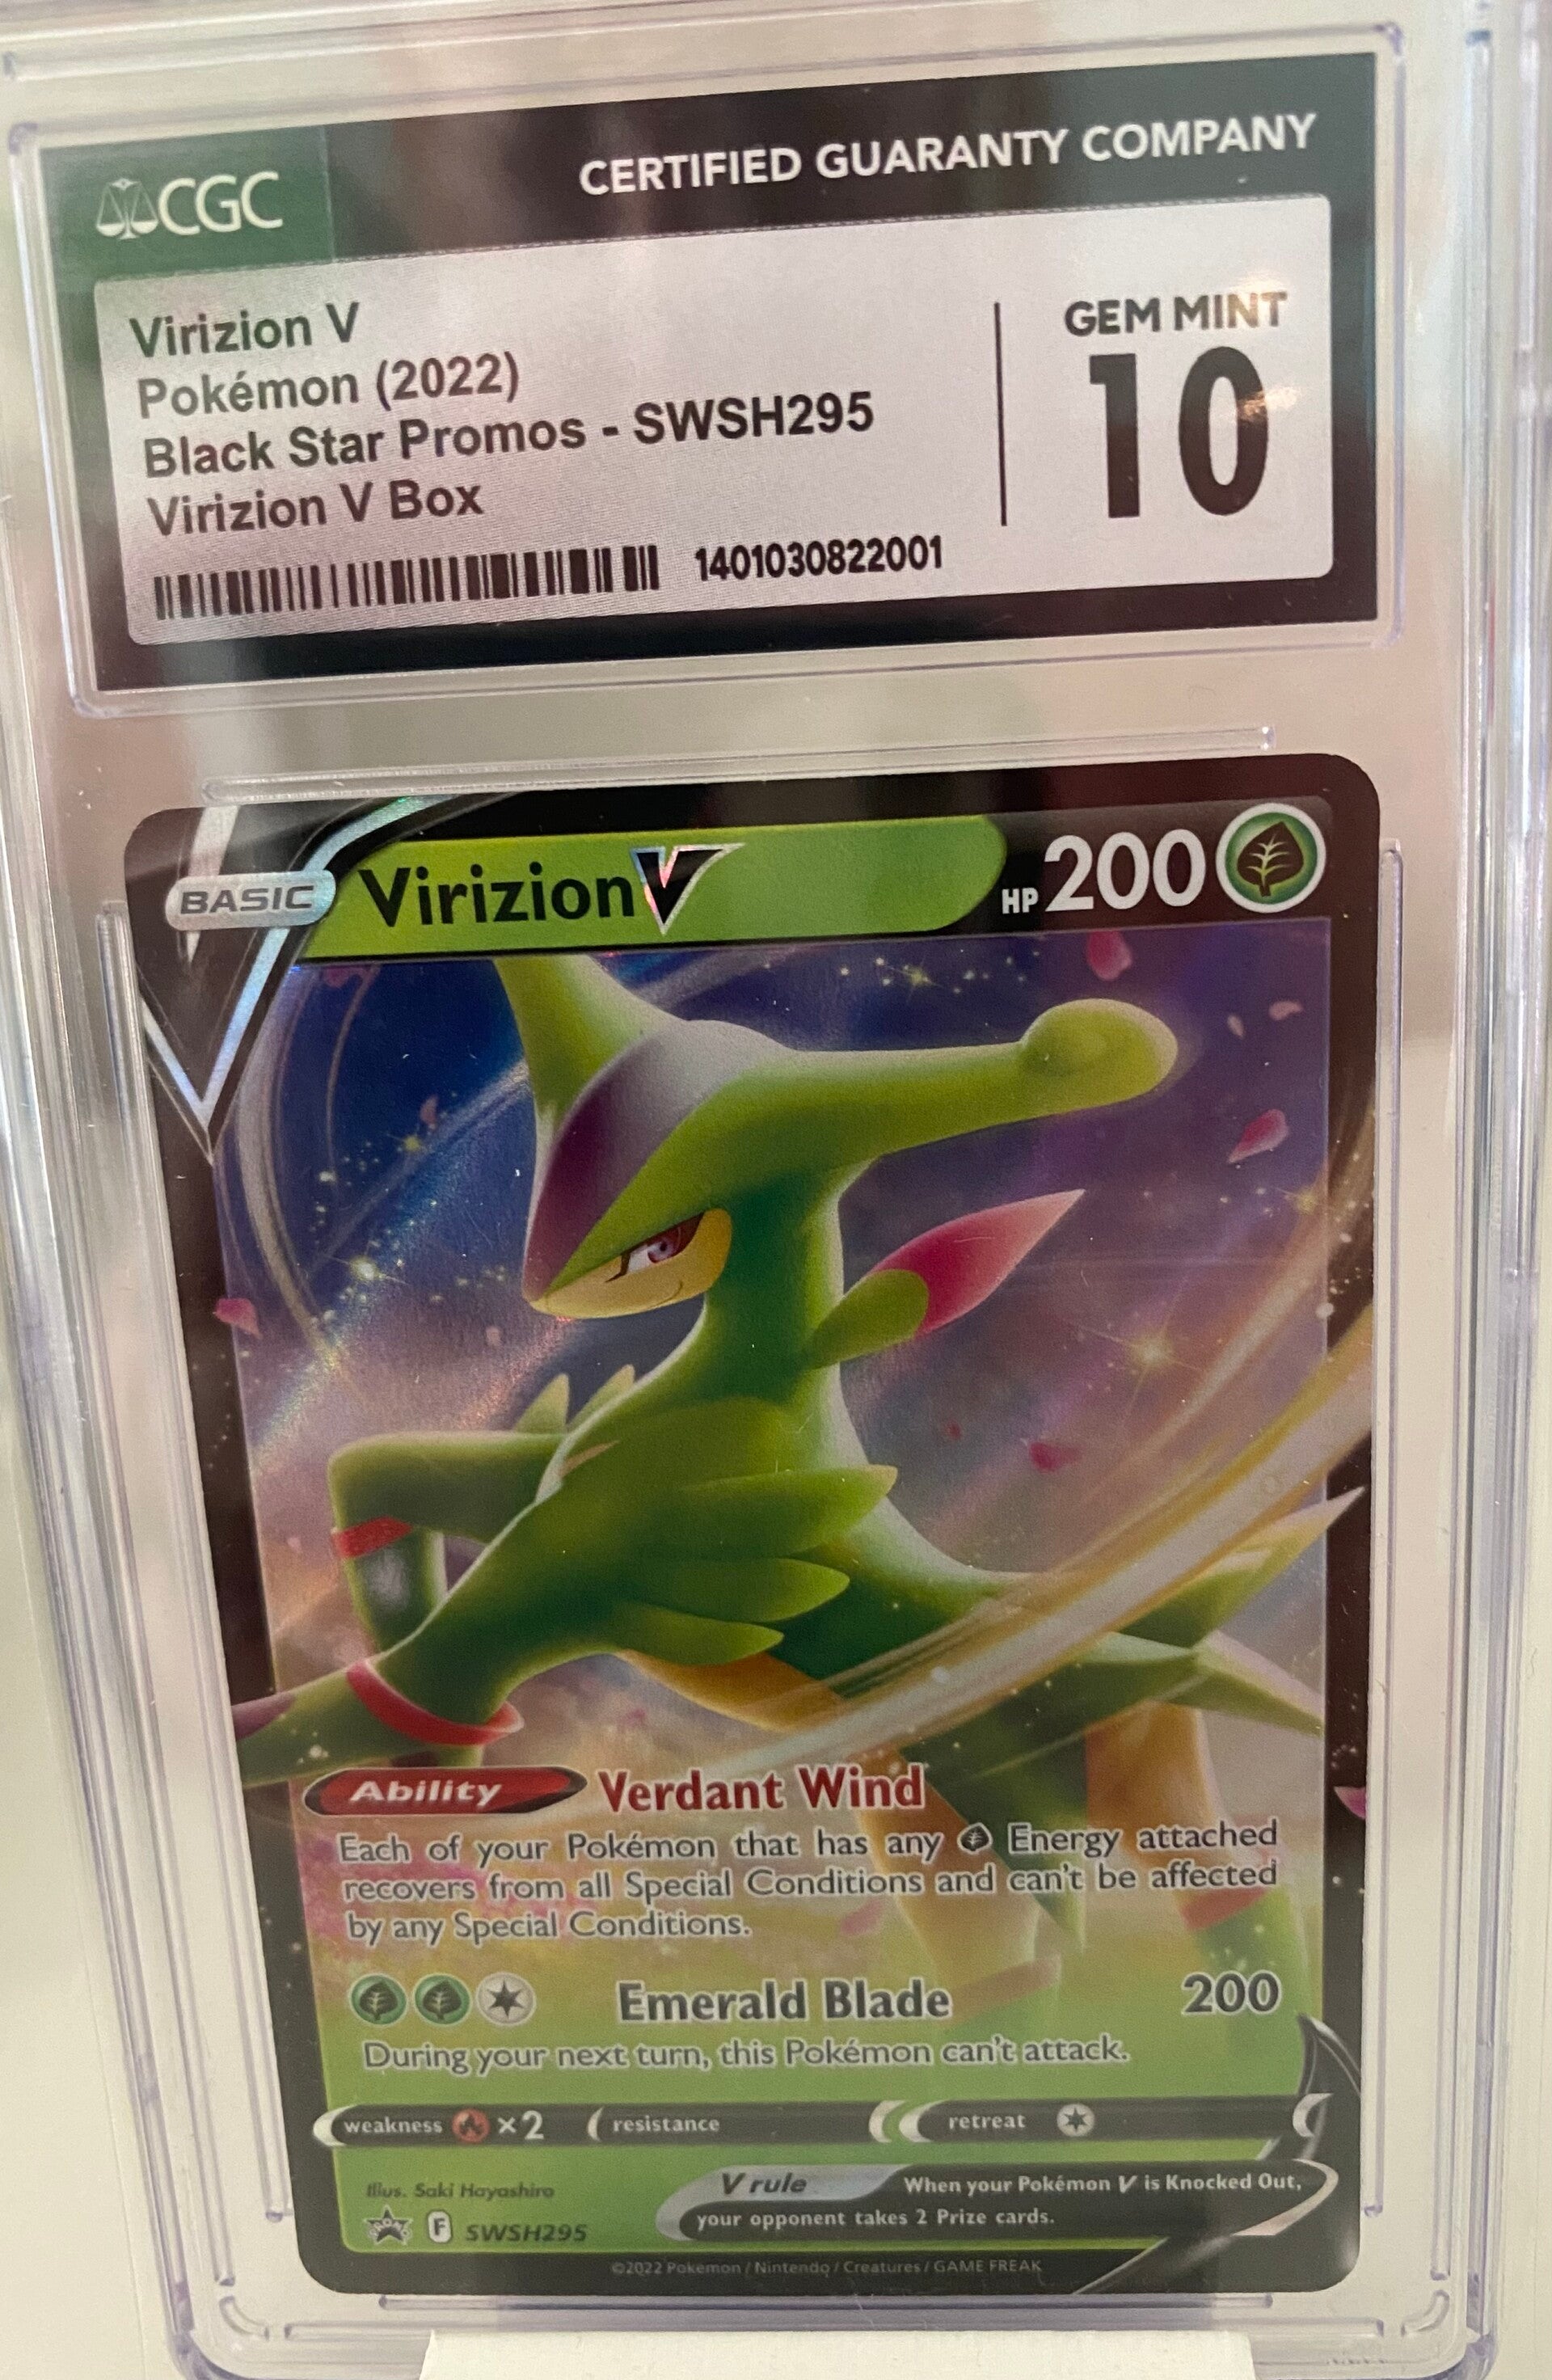 CGC
CERTIFIED GUARANTY COMPANY
Virizion V
Pokémon (2022)
Black Star Promos - SWSH295
Virizion V Box
1401030822001
GEM MINT
10
BASIC
Virizion V
HP 200
Ability Verdant Wind
Each of your Pokémon that has any Energy attached
recovers from all Special Conditions and can't be affected
by any Special Conditions.
Emerald Blade 200
During your next turn, this Pokémon can't attack.
weakness ×2 resistance retreat
Illus. Saki Hayashiro
V rule When your Pokémon V is Knocked Out,
your opponent takes 2 Prize cards.
PROMO F SWSH295
©2022 Pokémon / Nintendo / Creatures / GAME FREAK